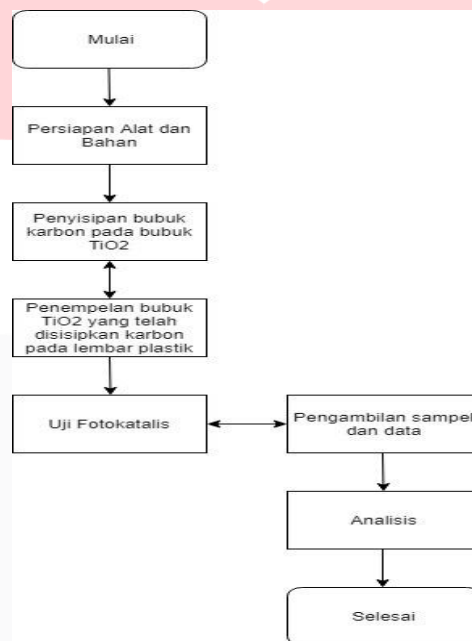 Mulai
Persiapan Alat dan
Bahan
Penyisipan bubuk
karbon pada bubuk
TiO2
Penempelan bubuk
TiO2 yang telah
disisipkan karbon
pada lembar plastik
Uji Fotokatalis
Pengambilan sampel
dan data
Analisis
Selesai